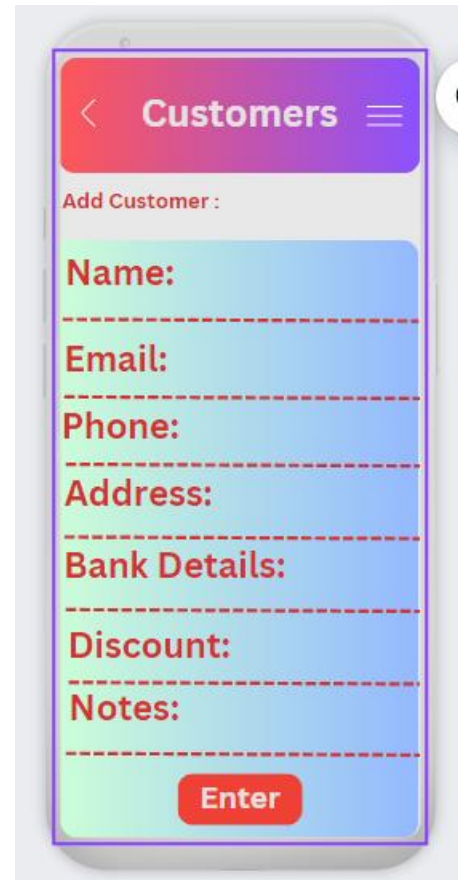 Customers
Add Customer :
Name:
Email:
Phone:
Address:
Bank Details:
Discount:
Notes:
Enter